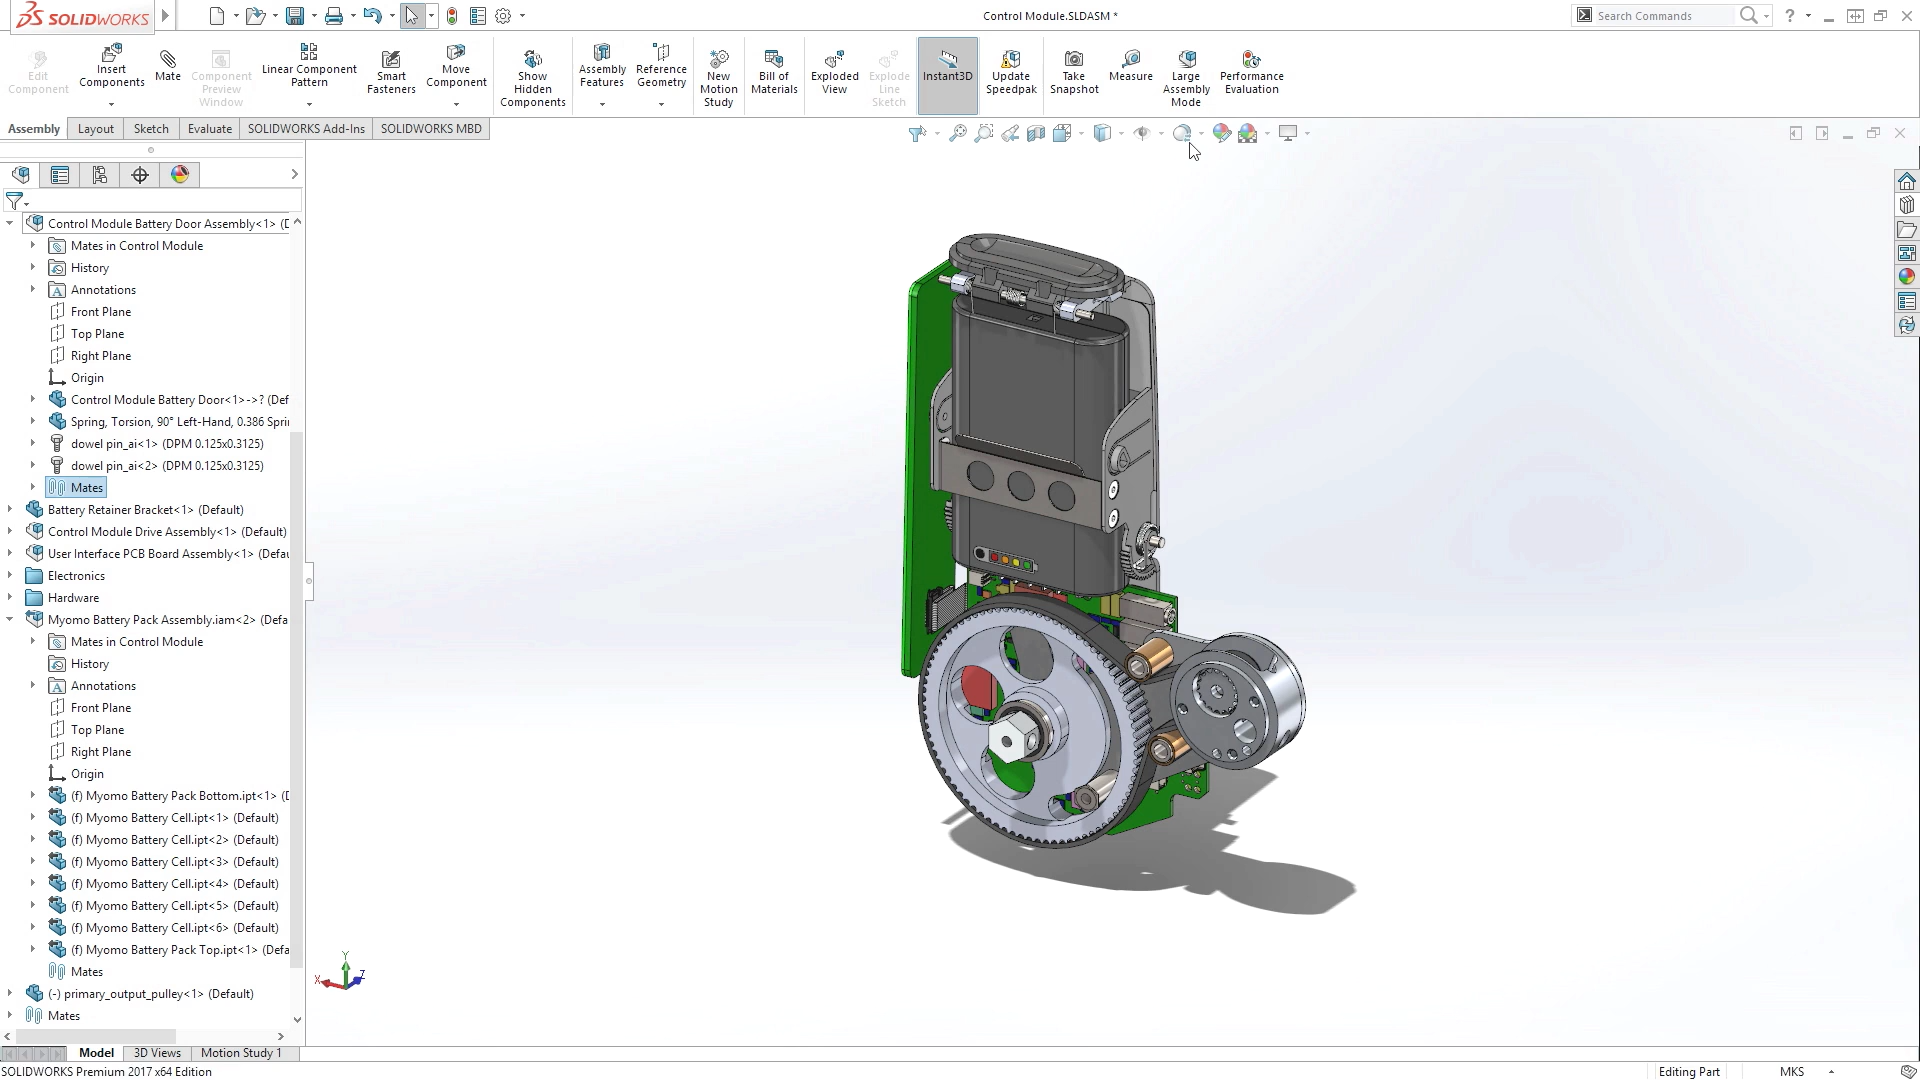 SOLIDWORKS
Control Module.SLDASM *
Search Commands
Edit Component
Insert Components
Mate
Component Preview Window
Linear Component Pattern
Smart Fasteners
Move Component
Show Hidden Components
Assembly Features
Reference Geometry
New Motion Study
Bill of Materials
Exploded View
Explode Line Sketch
Instant3D
Update Speedpak
Take Snapshot
Measure
Large Assembly Mode
Performance Evaluation
Assembly
Layout
Sketch
Evaluate
SOLIDWORKS Add-Ins
SOLIDWORKS MBD
Control Module Battery Door Assembly<1> (D
Mates in Control Module
History
Annotations
Front Plane
Top Plane
Right Plane
Origin
Control Module Battery Door<1>->? (Def
Spring, Torsion, 90° Left-Hand, 0.386 Spri
dowel pin_ai<1> (DPM 0.125x0.3125)
dowel pin_ai<2> (DPM 0.125x0.3125)
Mates
Battery Retainer Bracket<1> (Default)
Control Module Drive Assembly<1> (Default)
User Interface PCB Board Assembly<1> (Defau
Electronics
Hardware
Myomo Battery Pack Assembly.iam<2> (Defa
Mates in Control Module
History
Annotations
Front Plane
Top Plane
Right Plane
Origin
(f) Myomo Battery Pack Bottom.ipt<1> (D
(f) Myomo Battery Cell.ipt<1> (Default)
(f) Myomo Battery Cell.ipt<2> (Default)
(f) Myomo Battery Cell.ipt<3> (Default)
(f) Myomo Battery Cell.ipt<4> (Default)
(f) Myomo Battery Cell.ipt<5> (Default)
(f) Myomo Battery Cell.ipt<6> (Default)
(f) Myomo Battery Pack Top.ipt<1> (Defa
Mates
(-) primary_output_pulley<1> (Default)
Mates
Y
X
Z
Model
3D Views
Motion Study 1
SOLIDWORKS Premium 2017 x64 Edition
Editing Part
MKS